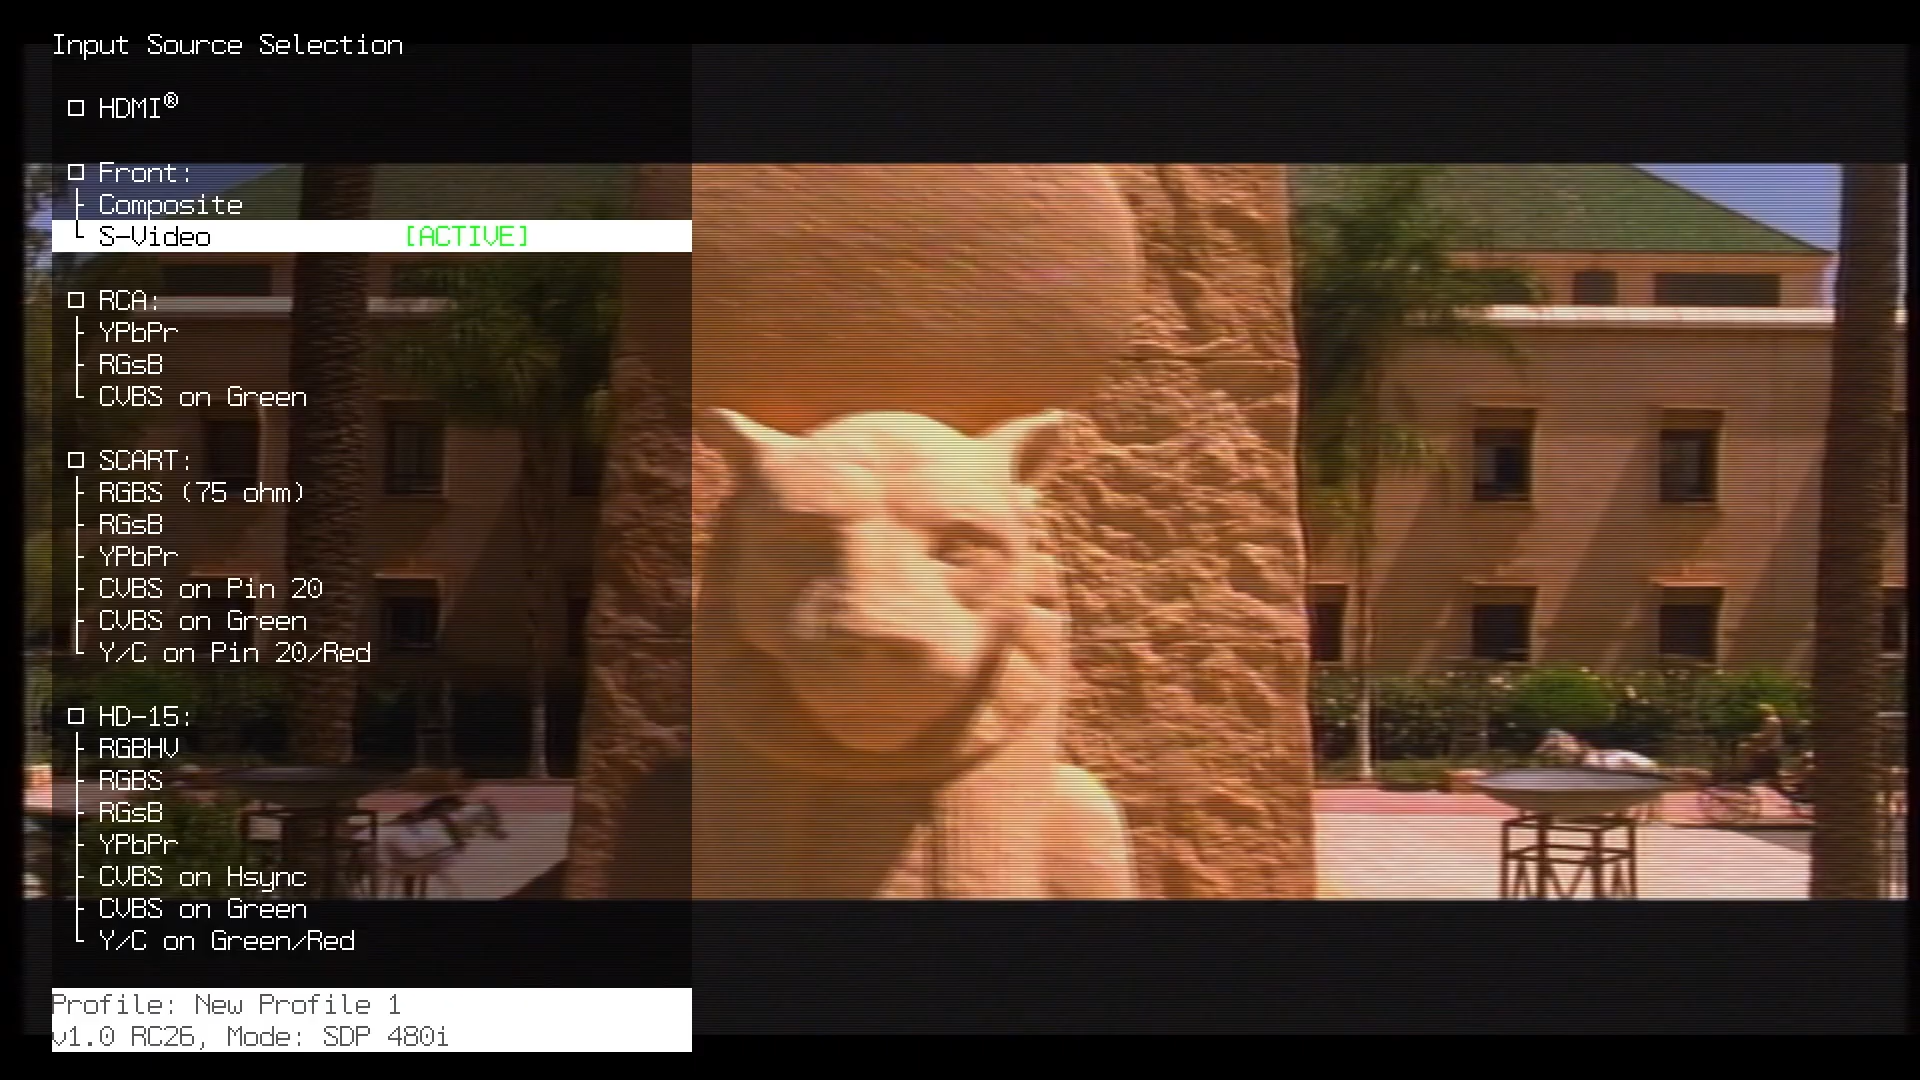 Input Source Selection
HDMI®
Front:
Composite
S-Video [ACTIVE]
RCA:
YPbPr
RGsB
CVBS on Green
SCART:
RGBS (75 ohm)
RGsB
YPbPr
CVBS on Pin 20
CVBS on Green
Y/C on Pin 20/Red
HD-15:
RGBHV
RGBS
RGsB
YPbPr
CVBS on Hsync
CVBS on Green
Y/C on Green/Red
Profile: New Profile 1
v1.0 RC26, Mode: SDP 480i